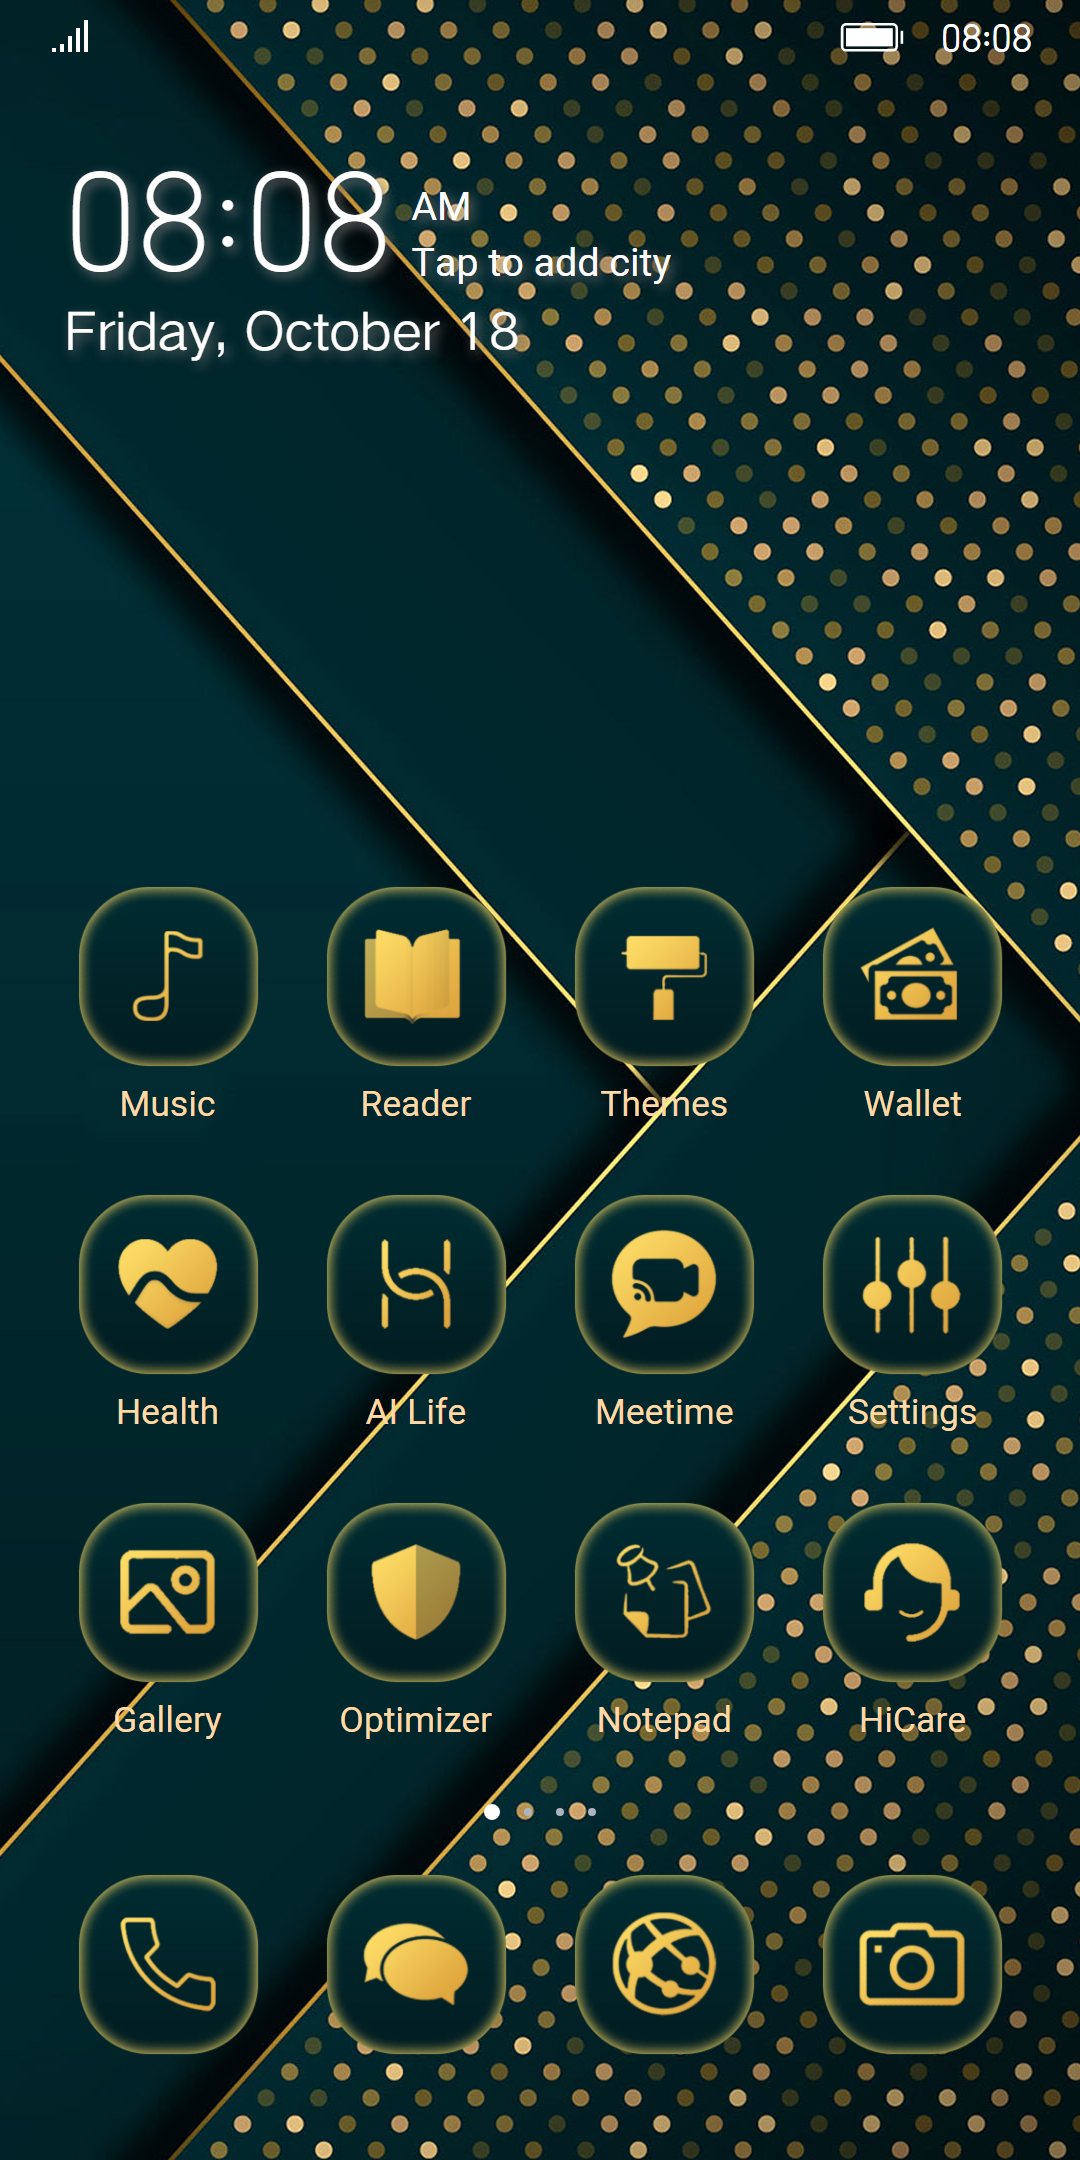 08:08
08:08 AM
Tap to add city
Friday, October 18
Music Reader Themes Wallet
Health AI Life Meetime Settings
Gallery Optimizer Notepad HiCare